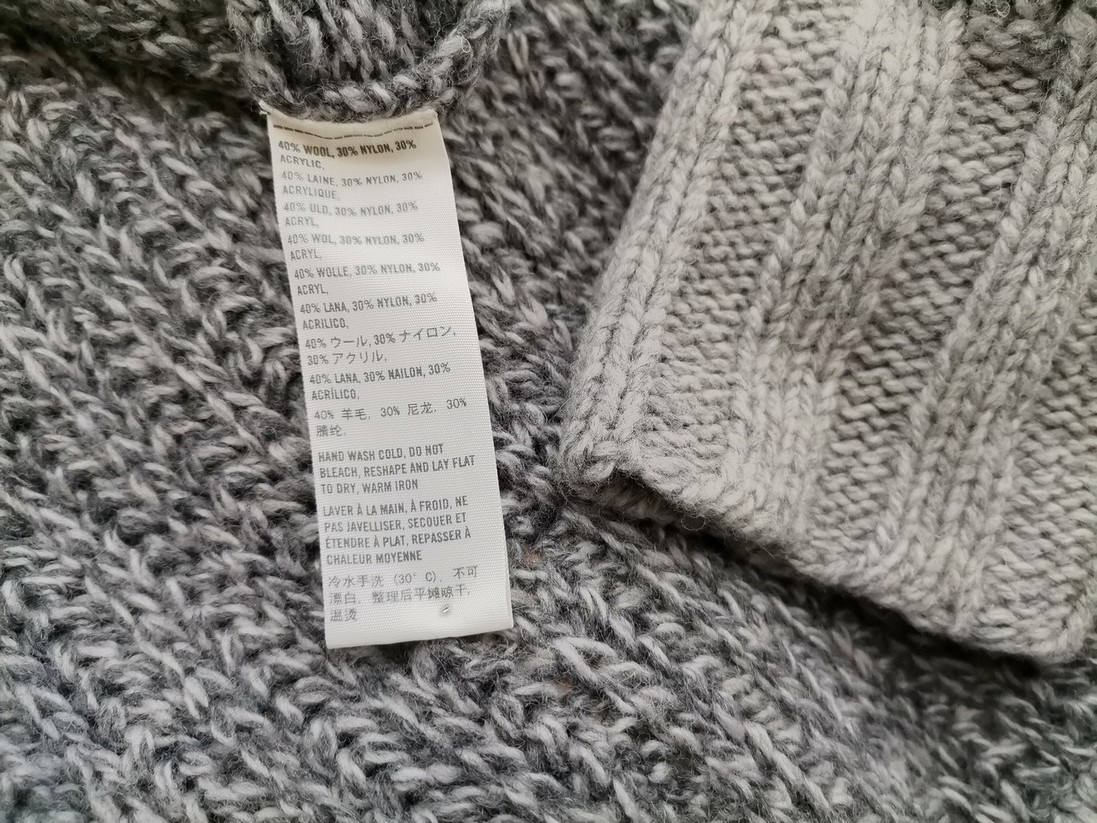 40% WOOL, 30% NYLON, 30%
ACRYLIC,
40% LAINE, 30% NYLON, 30%
ACRYLIQUE,
40% ULD, 30% NYLON, 30%
ACRYL,
40% WOL, 30% NYLON, 30%
ACRYL,
40% WOLLE, 30% NYLON, 30%
ACRYL,
40% LANA, 30% NYLON, 30%
ACRILICO,
40% ウール, 30% ナイロン,
30% アクリル,
40% LANA, 30% NAILON, 30%
ACRÍLICO,
40% 羊毛, 30% 尼龙, 30%
腈纶,
HAND WASH COLD, DO NOT
BLEACH, RESHAPE AND LAY FLAT
TO DRY, WARM IRON
LAVER À LA MAIN, À FROID, NE
PAS JAVELLISER, SECOUER ET
ÉTENDRE À PLAT, REPASSER À
CHALEUR MOYENNE
冷水手洗 (30° C), 不可
漂白, 整理后平摊晾干,
温烫